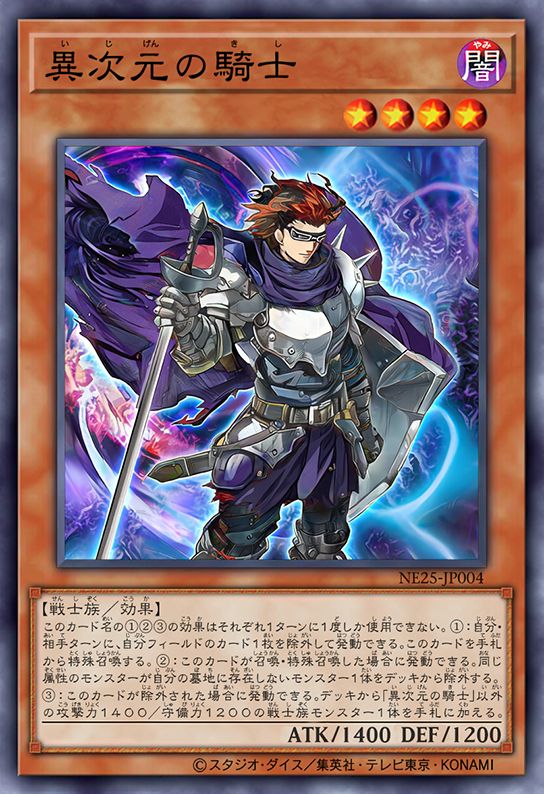 異次元の騎士
闇
NE25-JP004
【戦士族／効果】
このカード名の①②③の効果はそれぞれ1ターンに1度しか使用できない。①：自分・
相手ターンに、自分フィールドのカード1枚を除外して発動できる。このカードを手札
から特殊召喚する。②：このカードが召喚・特殊召喚した場合に発動できる。同じ
属性のモンスターが自分の墓地に存在しないモンスター1体をデッキから除外する。
③：このカードが除外された場合に発動できる。デッキから「異次元の騎士」以外
の攻撃力1400／守備力1200の戦士族モンスター1体を手札に加える。
ATK/1400 DEF/1200
©スタジオ・ダイス／集英社・テレビ東京・KONAMI